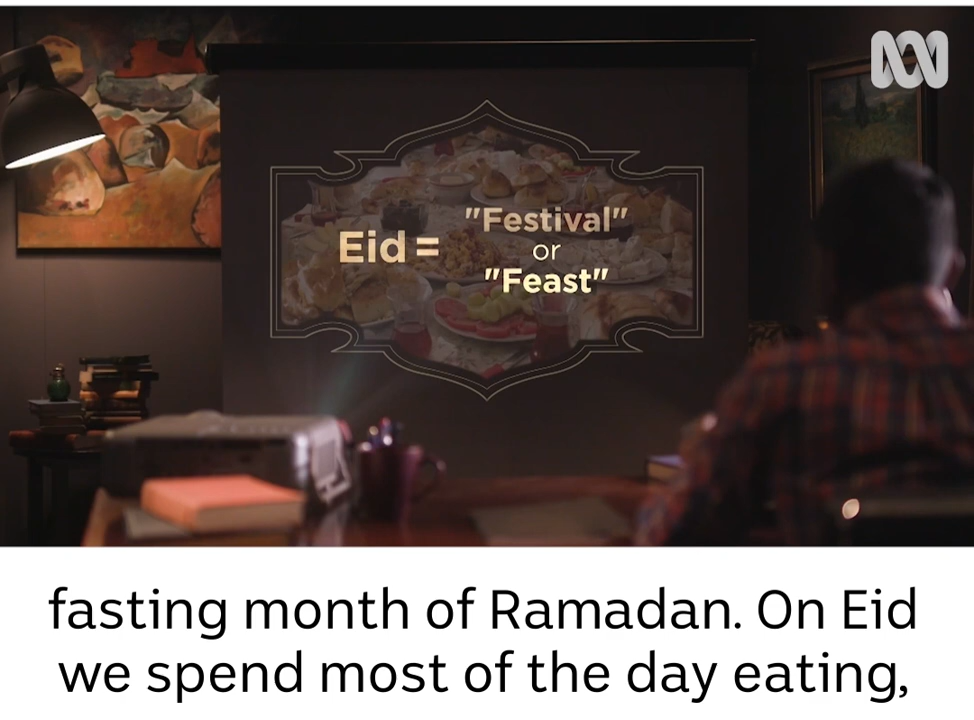 Eid =
"Festival"
or
"Feast"
fasting month of Ramadan. On Eid
we spend most of the day eating,